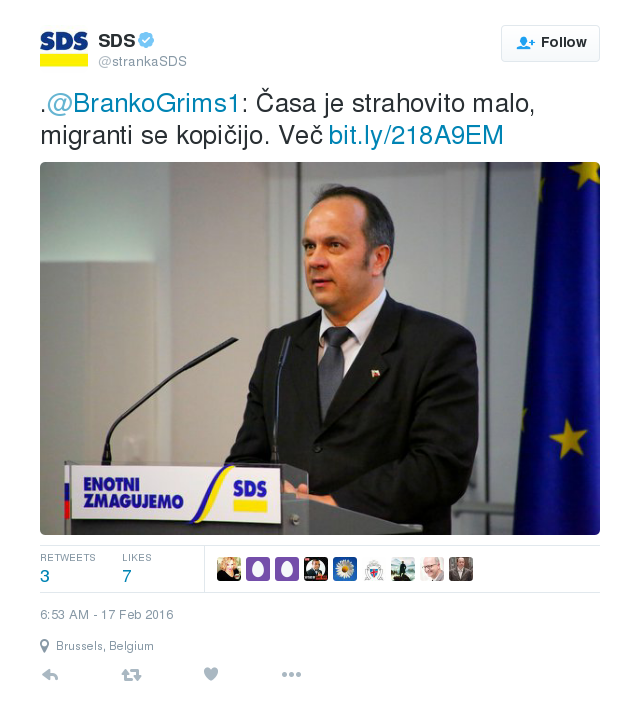 SDS
SDS
@strankaSDS
Follow
.@BrankoGrims1: Časa je strahovito malo,
migranti se kopičijo. Več bit.ly/218A9EM
ENOTNI
ZMAGUJEMO
SDS
RETWEETS
LIKES
3
7
6:53 AM - 17 Feb 2016
Brussels, Belgium